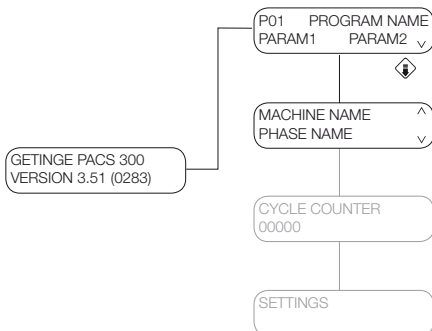 P01 PROGRAM NAME
PARAM1 PARAM2
MACHINE NAME
PHASE NAME
GETINGE PACS 300
VERSION 3.51 (0283)
CYCLE COUNTER
00000
SETTINGS